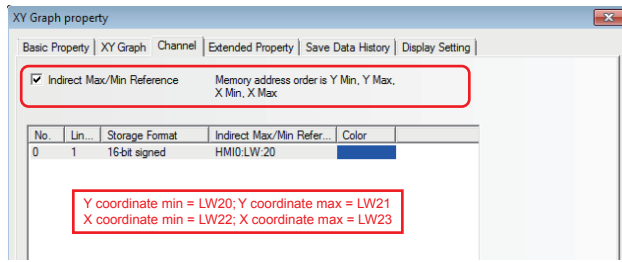 XY Graph property
Basic Property XY Graph Channel Extended Property Save Data History Display Setting
Indirect Max/Min Reference Memory address order is Y Min, Y Max,
X Min, X Max
No. Lin... Storage Format Indirect Max/Min Refer... Color
0 1 16-bit signed HMI0:LW:20
Y coordinate min = LW20; Y coordinate max = LW21
X coordinate min = LW22; X coordinate max = LW23